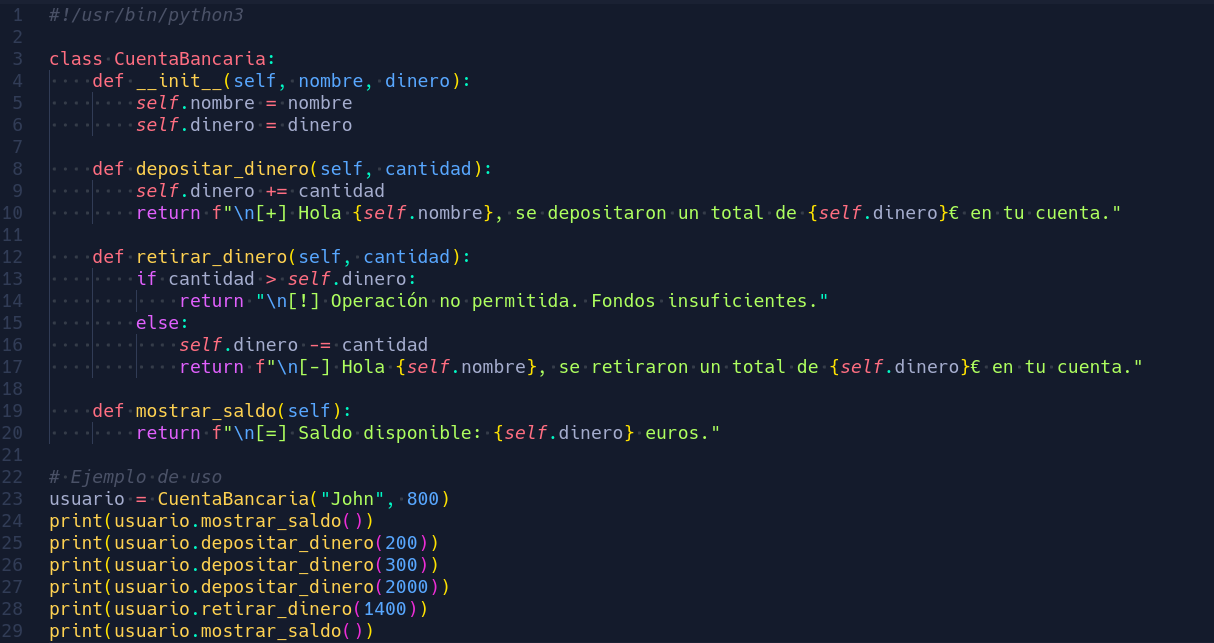 1 #!/usr/bin/python3
2
3 class CuentaBancaria:
4     def __init__(self, nombre, dinero):
5         self.nombre = nombre
6         self.dinero = dinero
7
8     def depositar_dinero(self, cantidad):
9         self.dinero += cantidad
10         return f"\n[+] Hola {self.nombre}, se depositaron un total de {self.dinero}€ en tu cuenta."
11
12     def retirar_dinero(self, cantidad):
13         if cantidad > self.dinero:
14             return "\n[!] Operación no permitida. Fondos insuficientes."
15         else:
16             self.dinero -= cantidad
17             return f"\n[-] Hola {self.nombre}, se retiraron un total de {self.dinero}€ en tu cuenta."
18
19     def mostrar_saldo(self):
20         return f"\n[=] Saldo disponible: {self.dinero} euros."
21
22 # Ejemplo de uso
23 usuario = CuentaBancaria("John", 800)
24 print(usuario.mostrar_saldo())
25 print(usuario.depositar_dinero(200))
26 print(usuario.depositar_dinero(300))
27 print(usuario.depositar_dinero(2000))
28 print(usuario.retirar_dinero(1400))
29 print(usuario.mostrar_saldo())